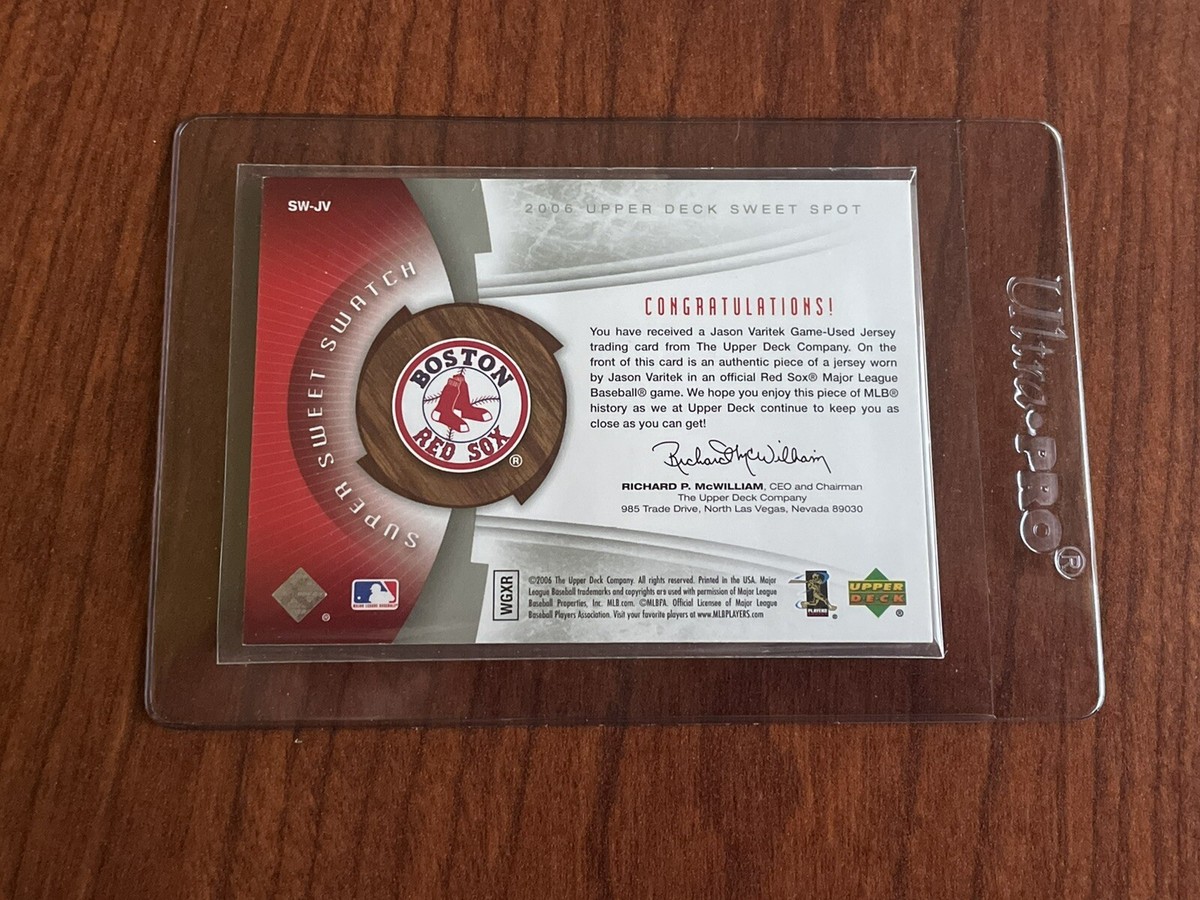 SW-JV
2006 UPPER DECK SWEET SPOT
SUPER SWEET SWATCH
BOSTON
RED SOX
®
CONGRATULATIONS!
You have received a Jason Varitek Game-Used Jersey
trading card from The Upper Deck Company. On the
front of this card is an authentic piece of a jersey worn
by Jason Varitek in an official Red Sox® Major League
Baseball® game. We hope you enjoy this piece of MLB®
history as we at Upper Deck continue to keep you as
close as you can get!
Richard P. McWilliam
RICHARD P. McWILLIAM, CEO and Chairman
The Upper Deck Company
985 Trade Drive, North Las Vegas, Nevada 89030
®
MAJOR LEAGUE BASEBALL
WGXR
©2006 The Upper Deck Company. All rights reserved. Printed in the USA. Major
League Baseball trademarks and copyrights are used with permission of Major League
Baseball Properties, Inc. MLB.com. ©MLBPA. Official Licensee of Major League
Baseball Players Association. Visit your favorite players at www.MLBPLAYERS.com
PLAYERS
®
UPPER
DECK
®
Ultra·PRO®